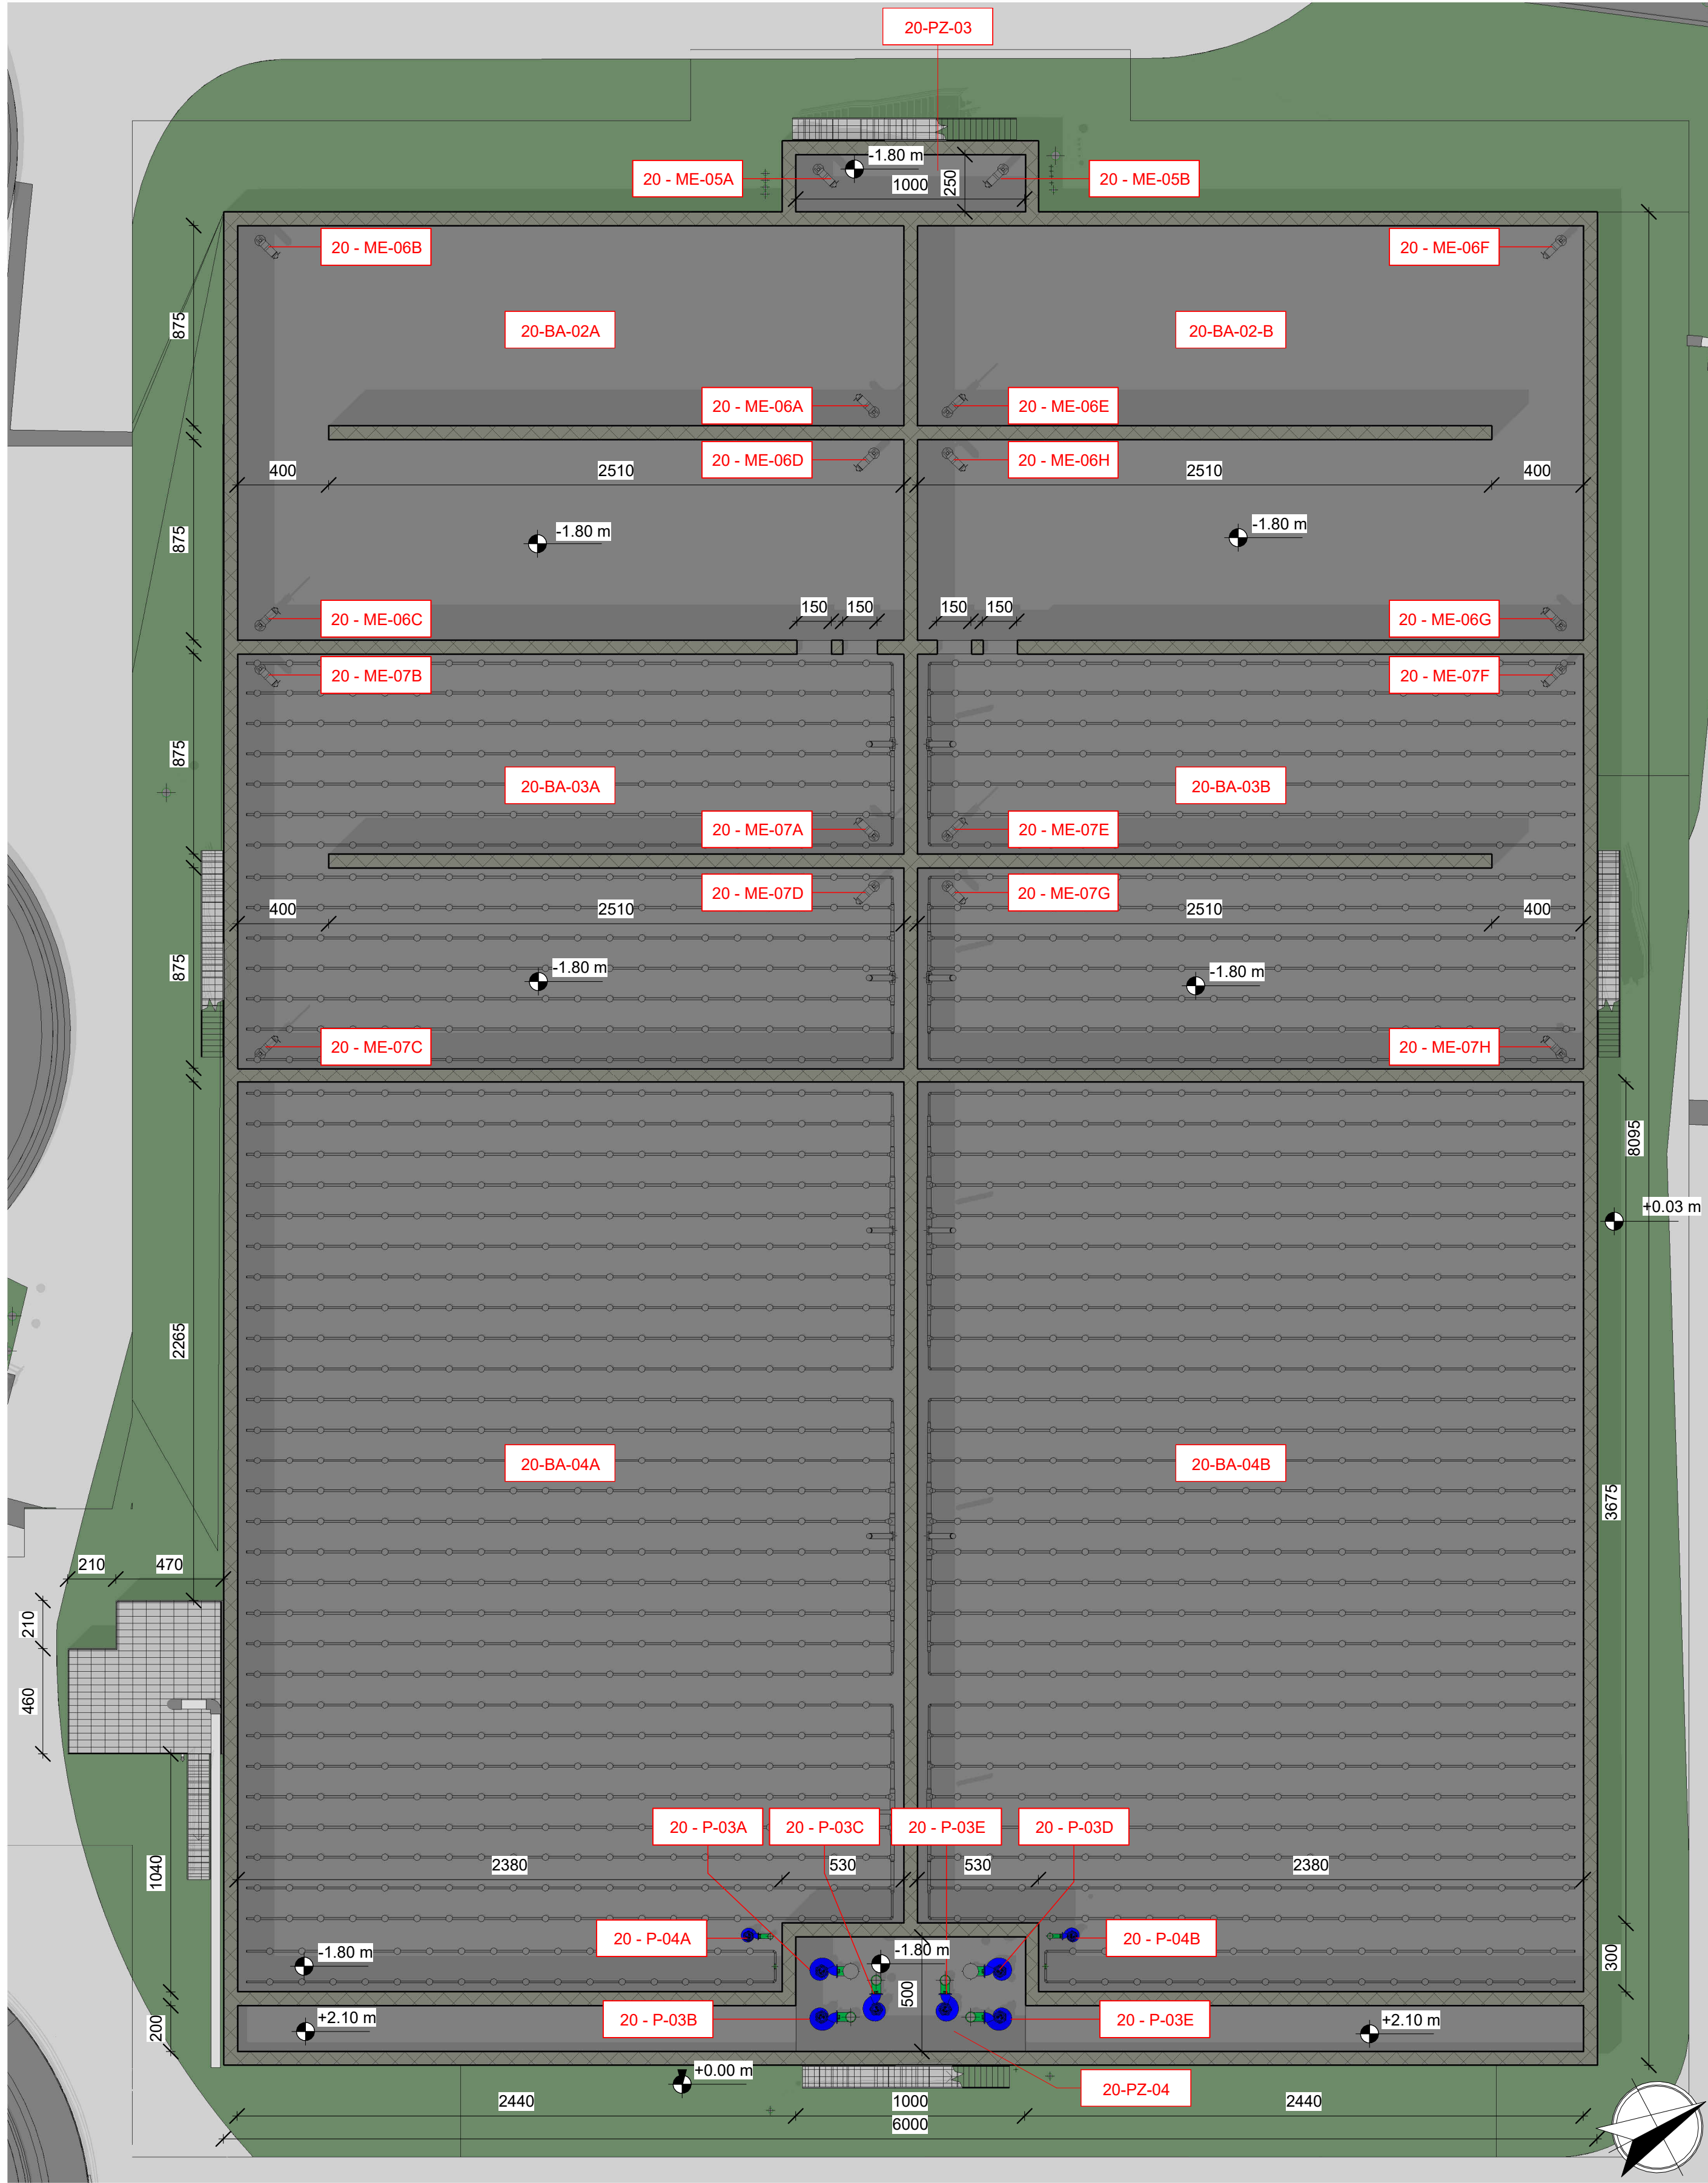 20-PZ-03
-1.80 m
20 - ME-05A
1000
250
20 - ME-05B
20 - ME-06B
20 - ME-06F
875
20-BA-02A
20-BA-02-B
20 - ME-06A
20 - ME-06E
20 - ME-06D
20 - ME-06H
400
2510
2510
400
875
-1.80 m
-1.80 m
20 - ME-06C
150
150
150
150
20 - ME-06G
20 - ME-07B
20 - ME-07F
875
20-BA-03A
20-BA-03B
20 - ME-07A
20 - ME-07E
20 - ME-07D
20 - ME-07G
400
2510
2510
400
875
-1.80 m
-1.80 m
20 - ME-07C
20 - ME-07H
8095
+0.03 m
2265
20-BA-04A
20-BA-04B
3675
210
470
210
460
20 - P-03A
20 - P-03C
20 - P-03E
20 - P-03D
1040
2380
530
530
2380
20 - P-04A
20 - P-04B
-1.80 m
-1.80 m
300
500
200
+2.10 m
20 - P-03B
20 - P-03E
+2.10 m
+0.00 m
20-PZ-04
2440
1000
2440
6000